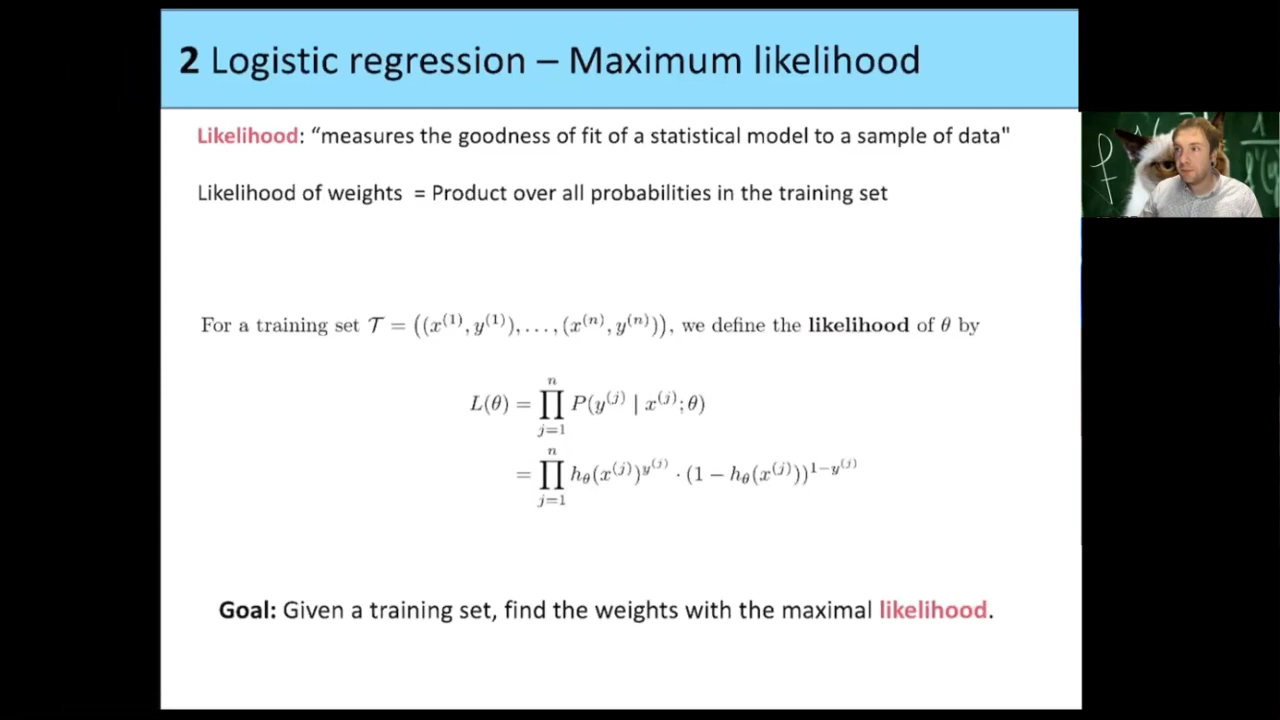 2 Logistic regression – Maximum likelihood
Likelihood: “measures the goodness of fit of a statistical model to a sample of data"
Likelihood of weights = Product over all probabilities in the training set
For a training set 𝒯 = ((x⁽¹⁾, y⁽¹⁾), . . . , (x⁽ⁿ⁾, y⁽ⁿ⁾)), we define the likelihood of θ by
L(θ) = ∏_{j=1}^{n} P(y^{(j)} | x^{(j)}; θ)
= ∏_{j=1}^{n} h_θ(x^{(j)})^{y^{(j)}} · (1 − h_θ(x^{(j)}))^{1−y^{(j)}}
Goal: Given a training set, find the weights with the maximal likelihood.